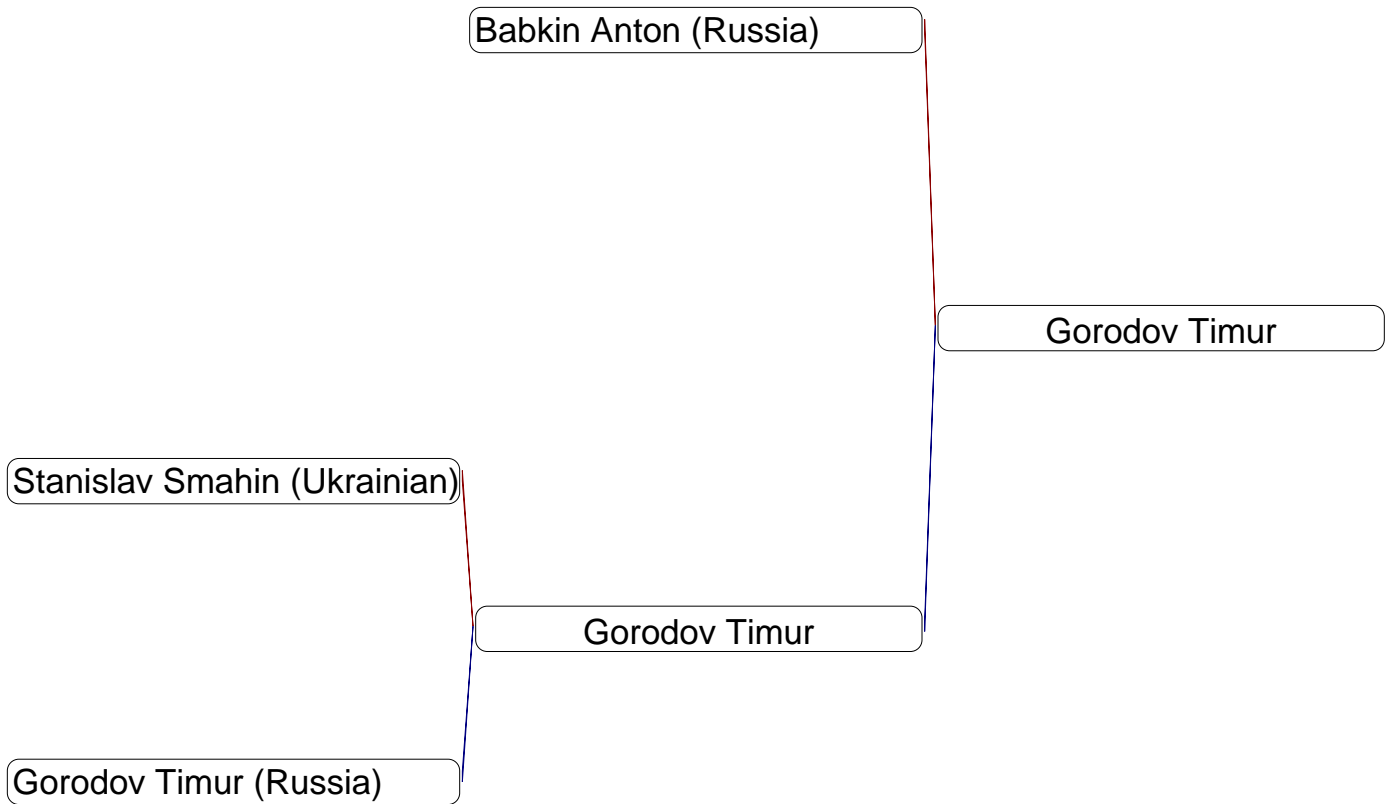 Babkin Anton (Russia)
Gorodov Timur
Stanislav Smahin (Ukrainian)
Gorodov Timur
Gorodov Timur (Russia)